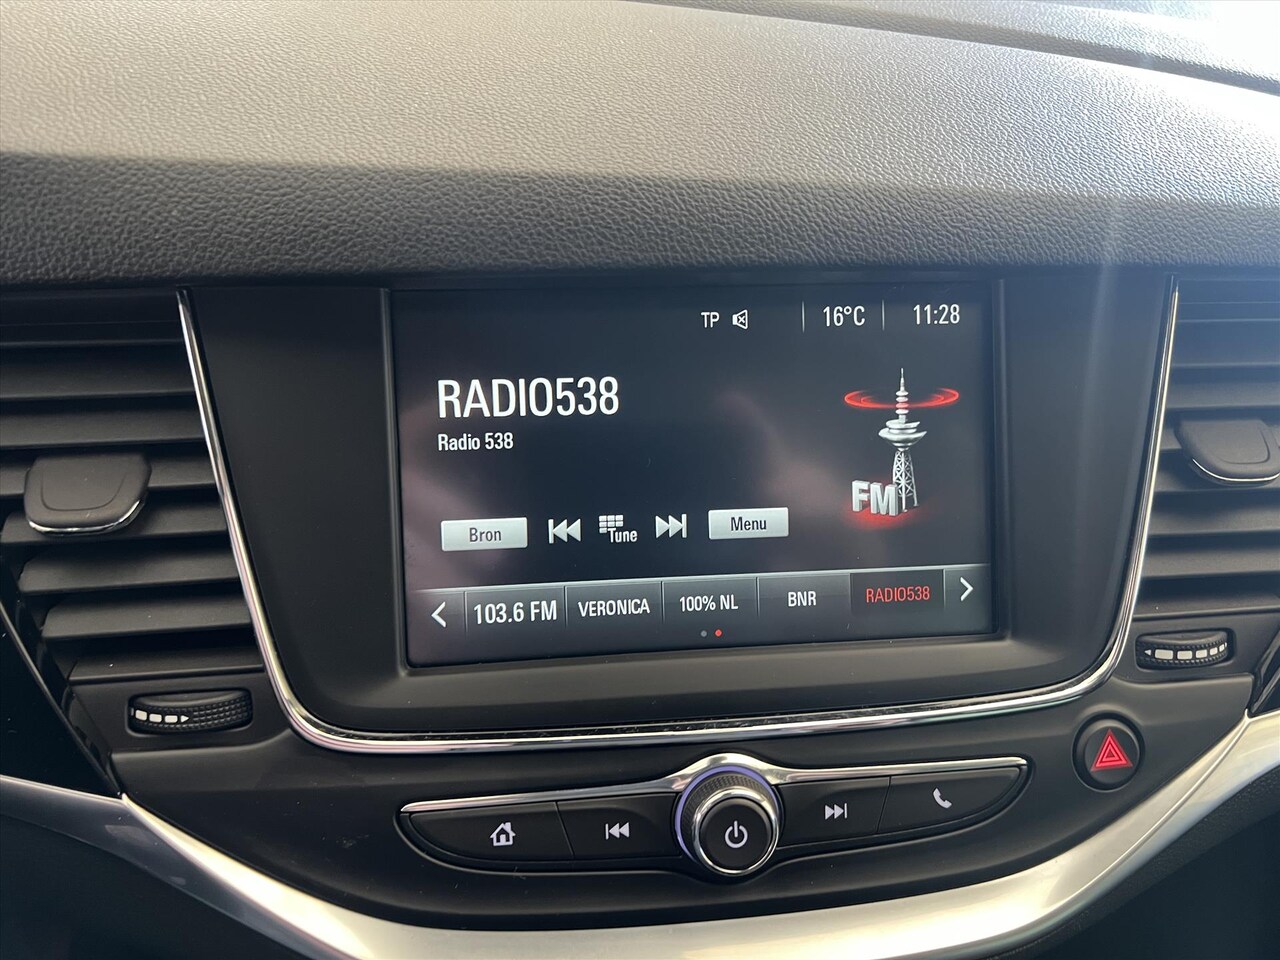 TP 16°C 11:28
RADIO538
Radio 538
FM
Bron Tune Menu
103.6 FM VERONICA 100% NL BNR RADIO538